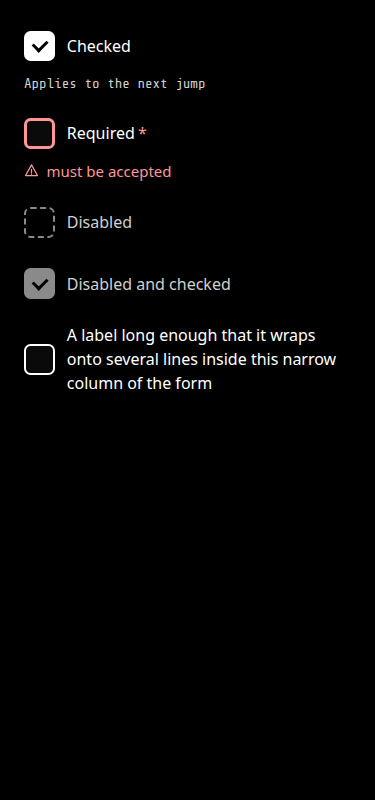 Checked
Applies to the next jump
Required *
must be accepted
Disabled
Disabled and checked
A label long enough that it wraps
onto several lines inside this narrow
column of the form